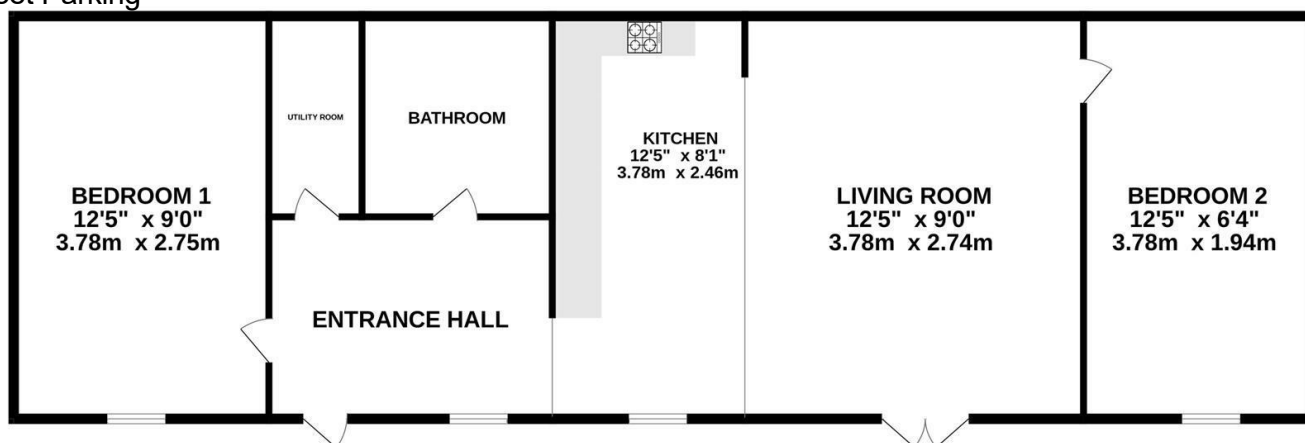 Parking
BEDROOM 1
12'5" x 9'0"
3.78m x 2.75m
UTILITY ROOM
BATHROOM
ENTRANCE HALL
KITCHEN
12'5" x 8'1"
3.78m x 2.46m
LIVING ROOM
12'5" x 9'0"
3.78m x 2.74m
BEDROOM 2
12'5" x 6'4"
3.78m x 1.94m